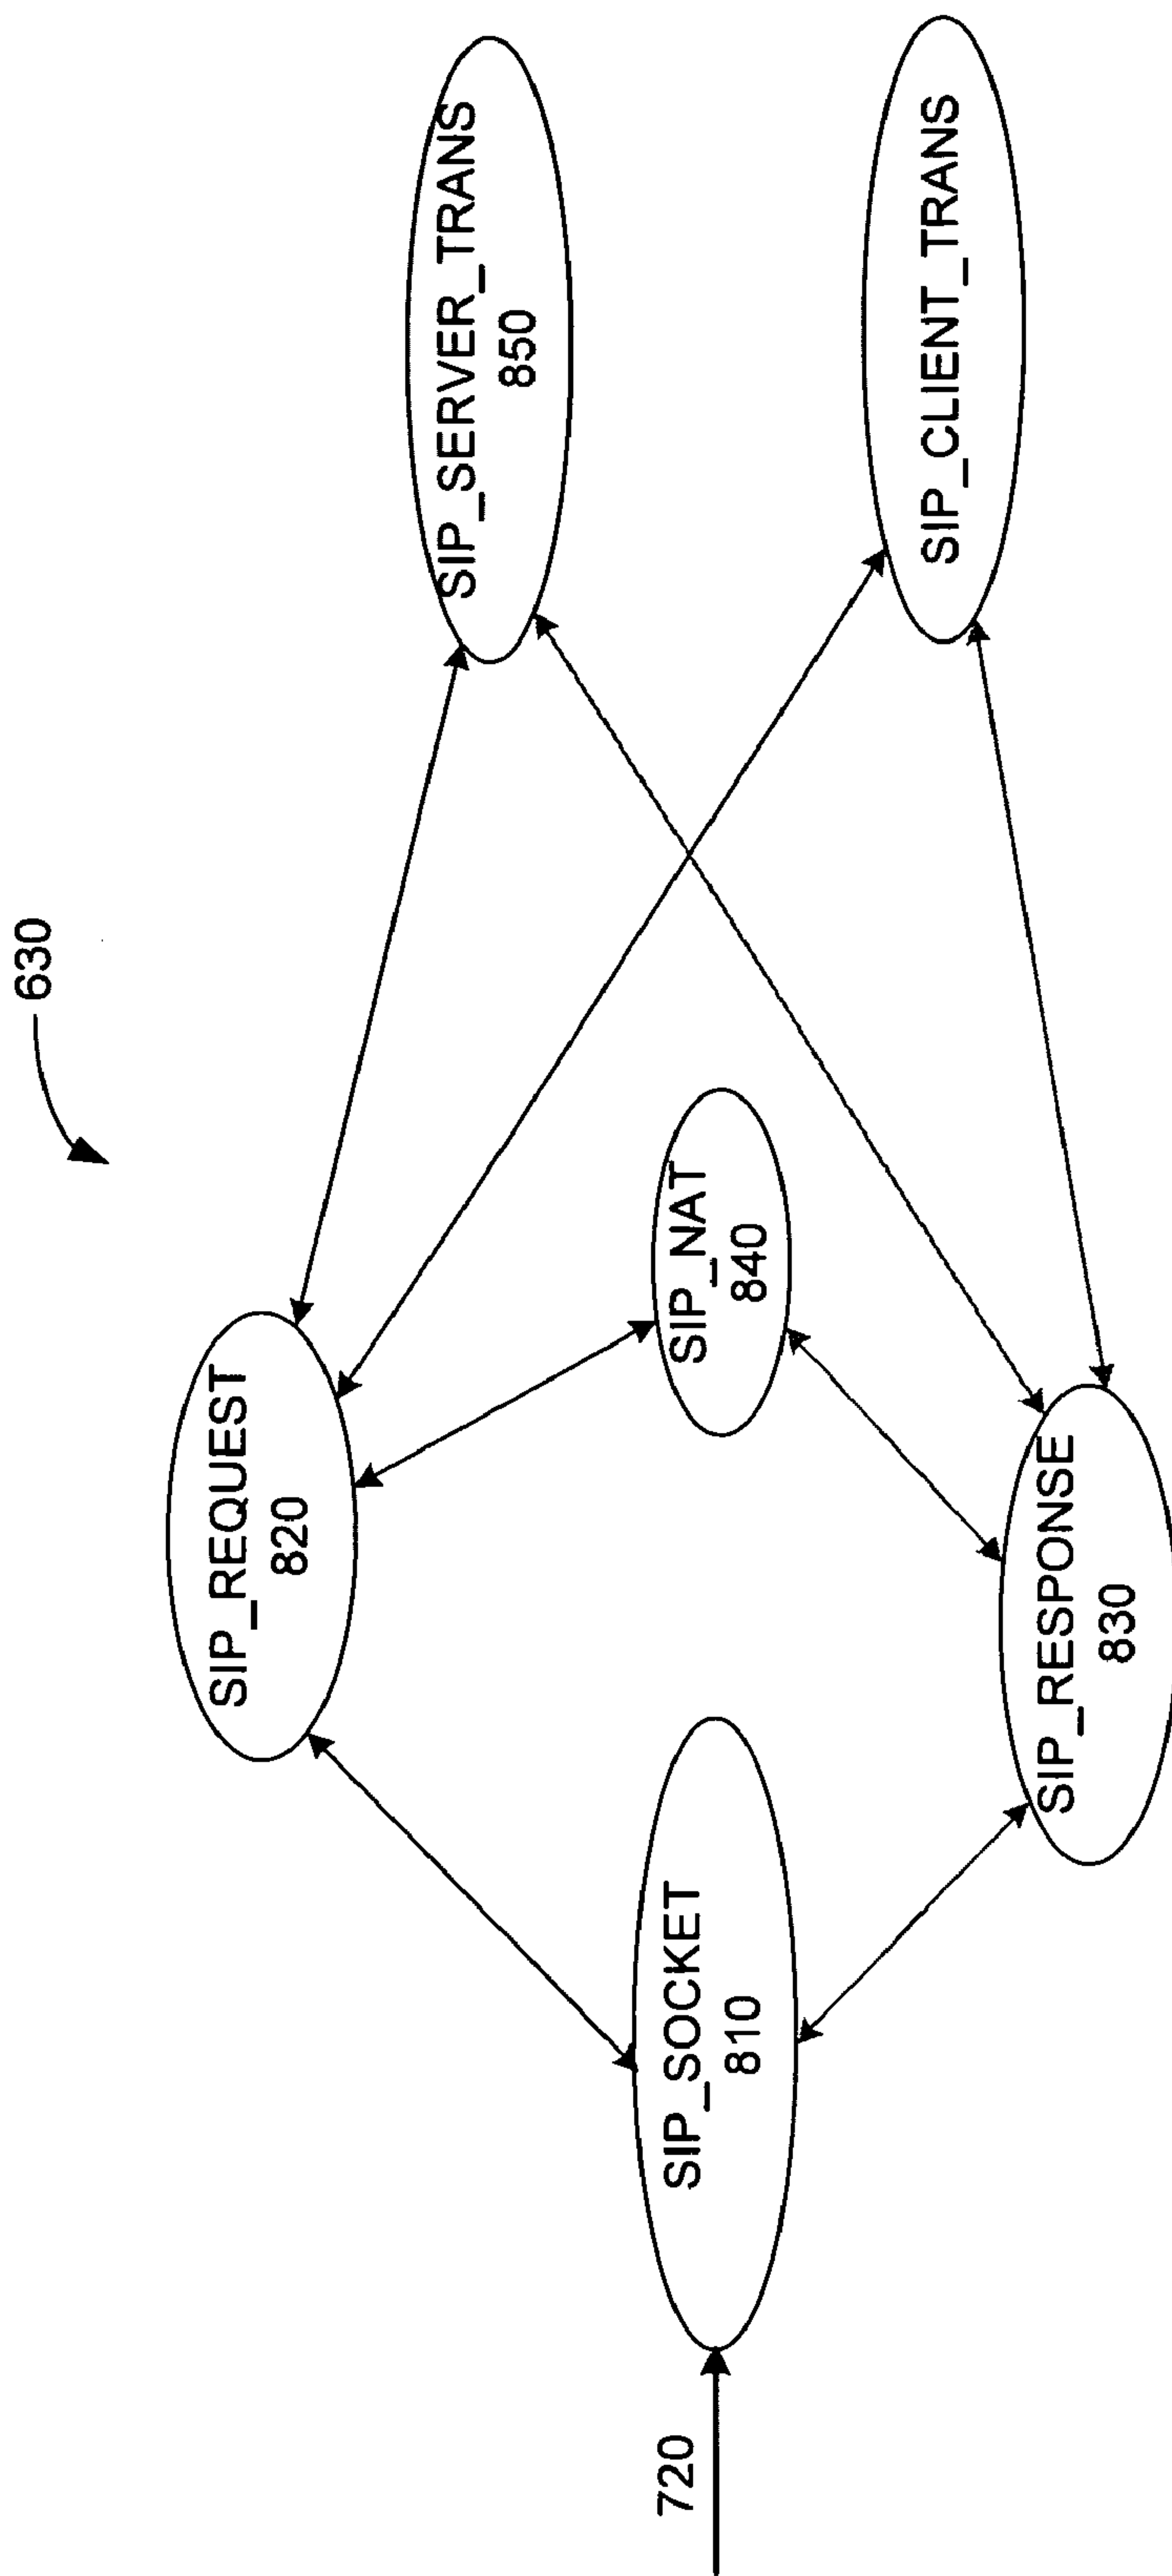 630
SIP_REQUEST
820
SIP_SERVER_TRANS
850
720
SIP_SOCKET
810
SIP_NAT
840
SIP_RESPONSE
830
SIP_CLIENT_TRANS